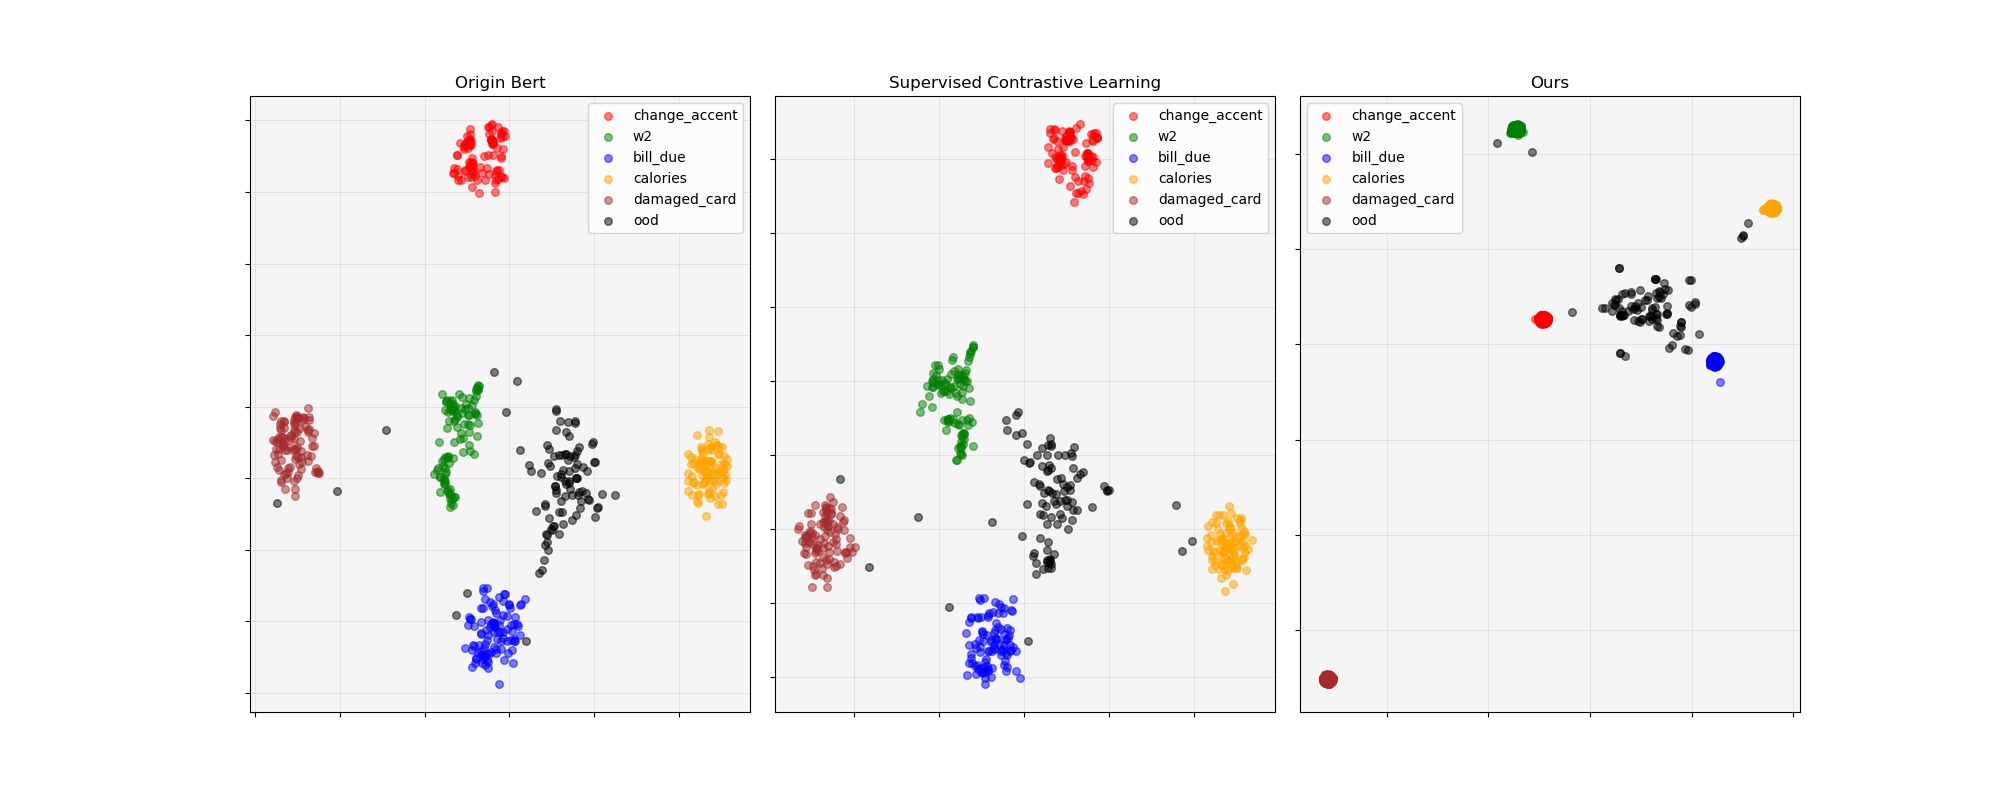 Origin Bert
change_accent
w2
bill_due
calories
damaged_card
ood
Supervised Contrastive Learning
change_accent
w2
bill_due
calories
damaged_card
ood
Ours
change_accent
w2
bill_due
calories
damaged_card
ood